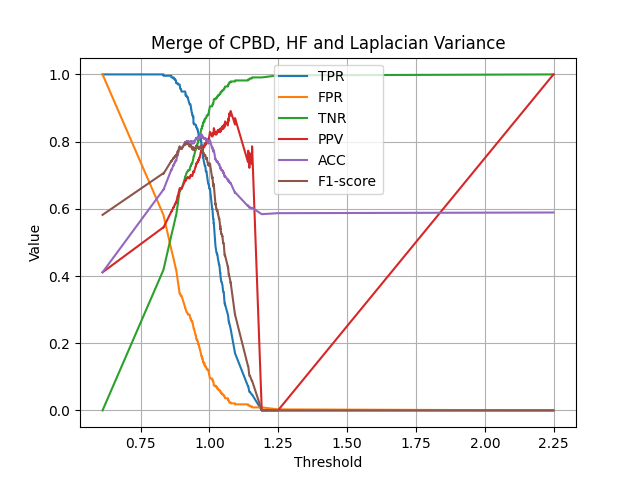 Merge of CPBD, HF and Laplacian Variance
1.0
0.8
0.6
0.4
0.2
0.0
Value
TPR
FPR
TNR
PPV
ACC
F1-score
0.75
1.00
1.25
1.50
1.75
2.00
2.25
Threshold